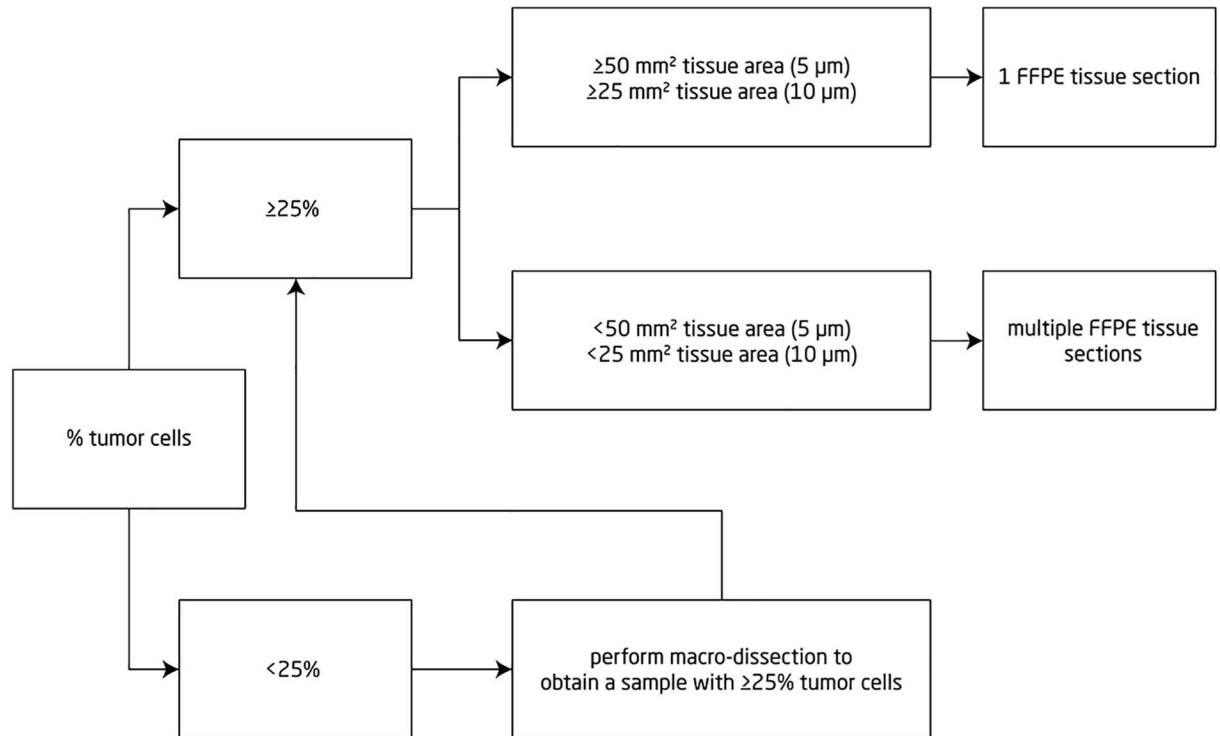 ≥50 mm² tissue area (5 µm)
≥25 mm² tissue area (10 µm)
1 FFPE tissue section
≥25%
<50 mm² tissue area (5 µm)
<25 mm² tissue area (10 µm)
multiple FFPE tissue
sections
% tumor cells
<25%
perform macro-dissection to
obtain a sample with ≥25% tumor cells